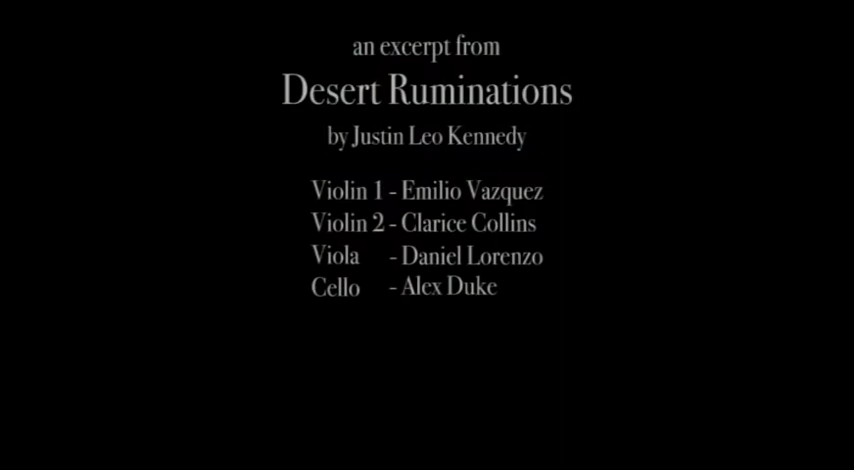 an excerpt from
Desert Ruminations
by Justin Leo Kennedy
Violin 1 - Emilio Vazquez
Violin 2 - Clarice Collins
Viola - Daniel Lorenzo
Cello - Alex Duke